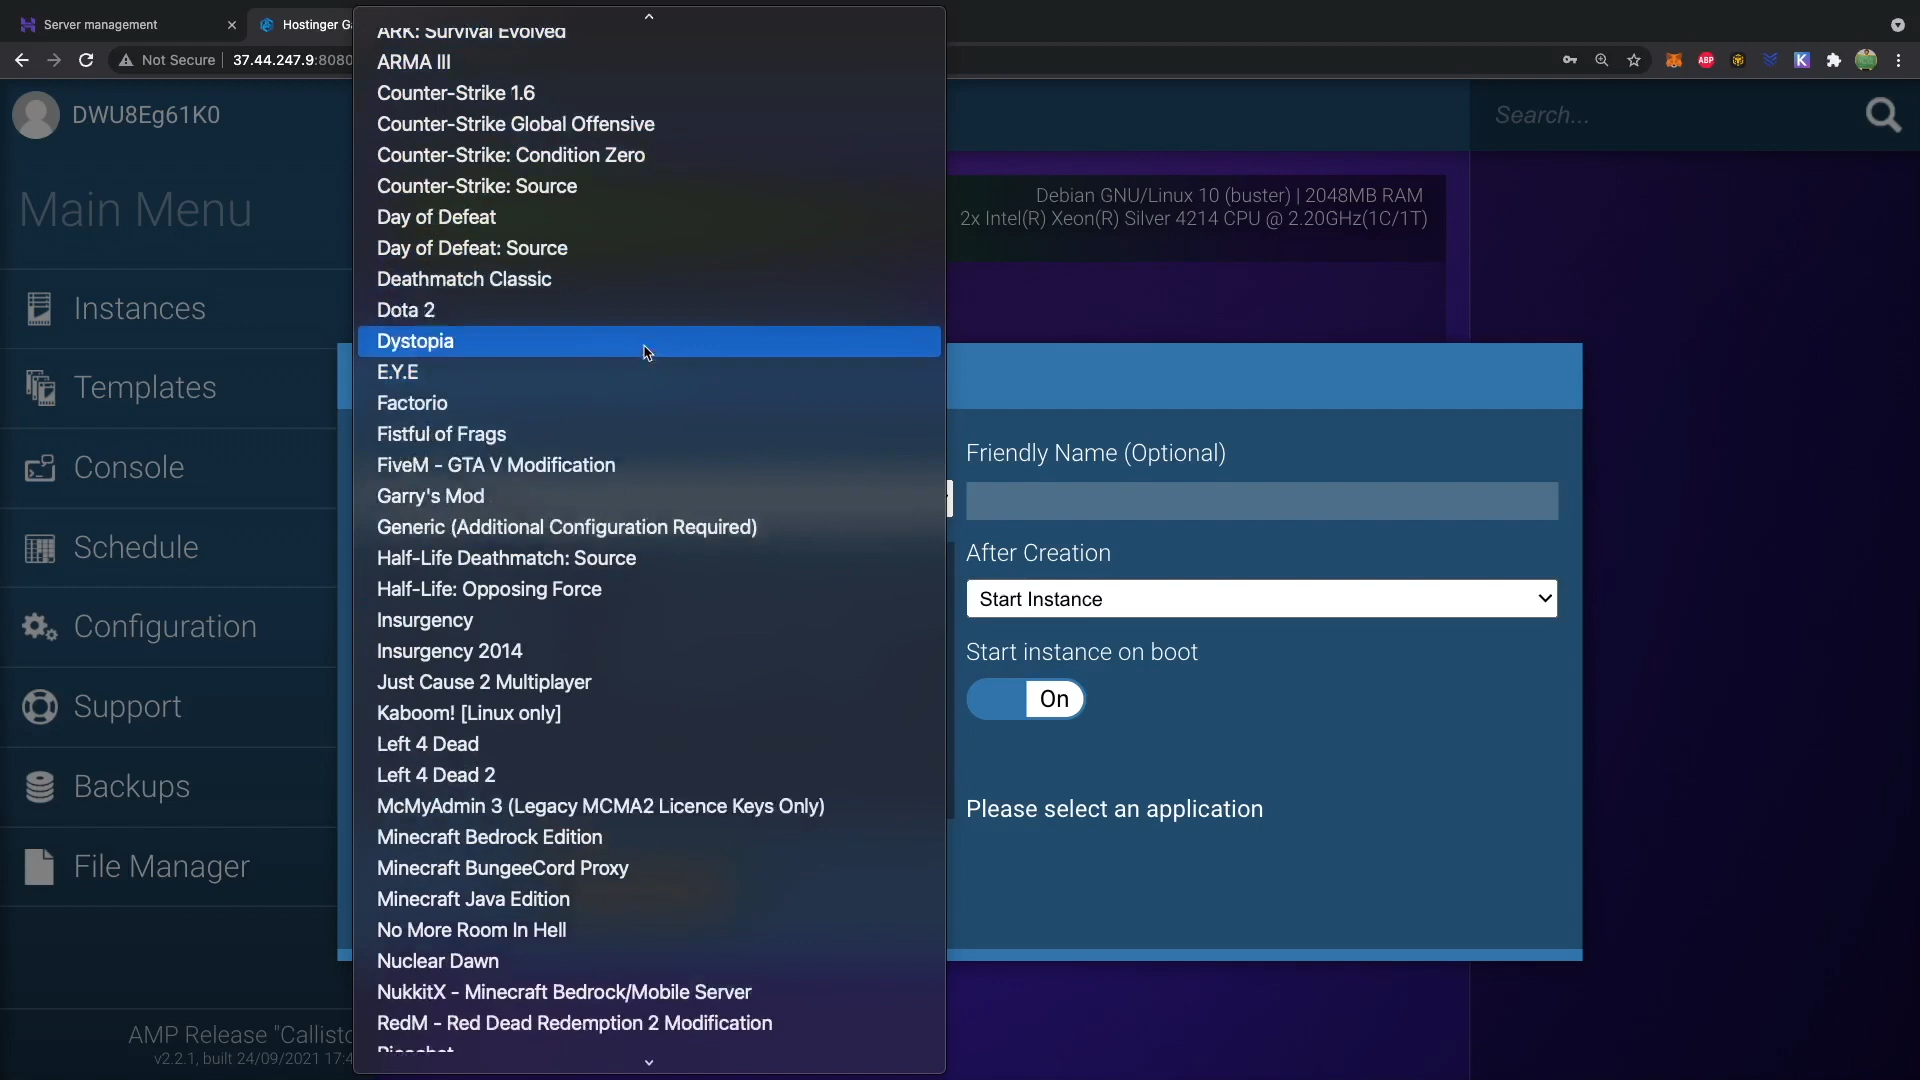 Server management
Hostinger Ga
Not Secure
37.44.247.9:8080
ABP
K
DWU8Eg61K0
Search...
Main Menu
Debian GNU/Linux 10 (buster) | 2048MB RAM
2x Intel(R) Xeon(R) Silver 4214 CPU @ 2.20GHz(1C/1T)
Instances
Templates
Console
Schedule
Configuration
Support
Backups
File Manager
AMP Release "Callisto
v2.2.1, built 24/09/2021 17:4
ARK: Survival Evolved
ARMA III
Counter-Strike 1.6
Counter-Strike Global Offensive
Counter-Strike: Condition Zero
Counter-Strike: Source
Day of Defeat
Day of Defeat: Source
Deathmatch Classic
Dota 2
Dystopia
E.Y.E
Factorio
Fistful of Frags
FiveM - GTA V Modification
Garry's Mod
Generic (Additional Configuration Required)
Half-Life Deathmatch: Source
Half-Life: Opposing Force
Insurgency
Insurgency 2014
Just Cause 2 Multiplayer
Kaboom! [Linux only]
Left 4 Dead
Left 4 Dead 2
McMyAdmin 3 (Legacy MCMA2 Licence Keys Only)
Minecraft Bedrock Edition
Minecraft BungeeCord Proxy
Minecraft Java Edition
No More Room In Hell
Nuclear Dawn
NukkitX - Minecraft Bedrock/Mobile Server
RedM - Red Dead Redemption 2 Modification
Friendly Name (Optional)
After Creation
Start Instance
Start instance on boot
On
Please select an application